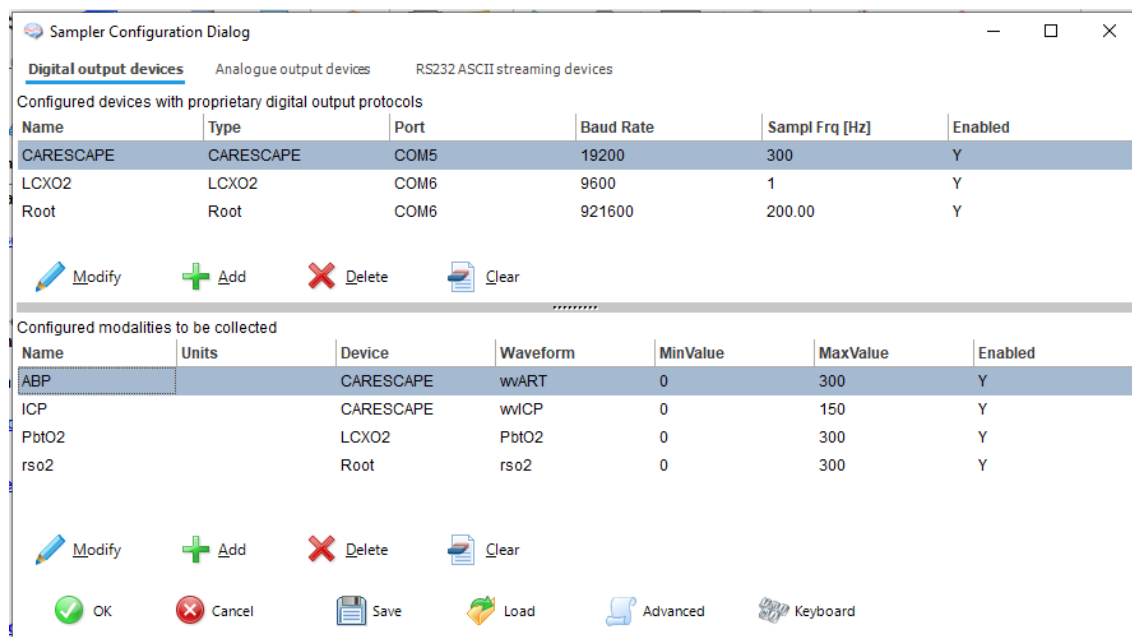 Sampler Configuration Dialog
Digital output devices Analogue output devices RS232 ASCII streaming devices
Configured devices with proprietary digital output protocols
Name Type Port Baud Rate Sampl Frq [Hz] Enabled
CARESCAPE CARESCAPE COM5 19200 300 Y
LCXO2 LCXO2 COM6 9600 1 Y
Root Root COM6 921600 200.00 Y
Modify Add Delete Clear
Configured modalities to be collected
Name Units Device Waveform MinValue MaxValue Enabled
ABP CARESCAPE wvART 0 300 Y
ICP CARESCAPE wvICP 0 150 Y
PbtO2 LCXO2 PbtO2 0 300 Y
rso2 Root rso2 0 300 Y
Modify Add Delete Clear
OK Cancel Save Load Advanced Keyboard